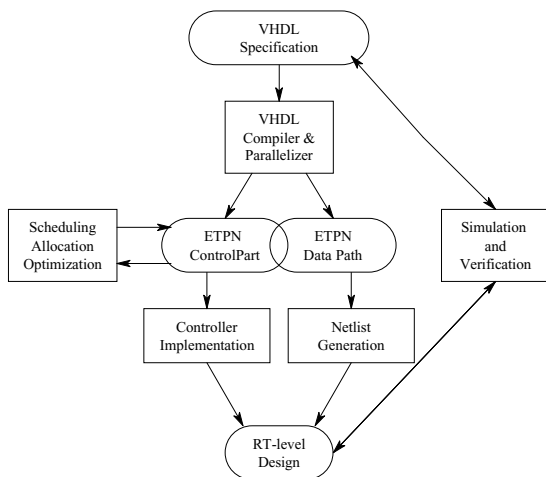 VHDL
Specification
VHDL
Compiler &
Parallelizer
Scheduling
Allocation
Optimization
ETPN
ControlPart
ETPN
Data Path
Simulation
and
Verification
Controller
Implementation
Netlist
Generation
RT-level
Design